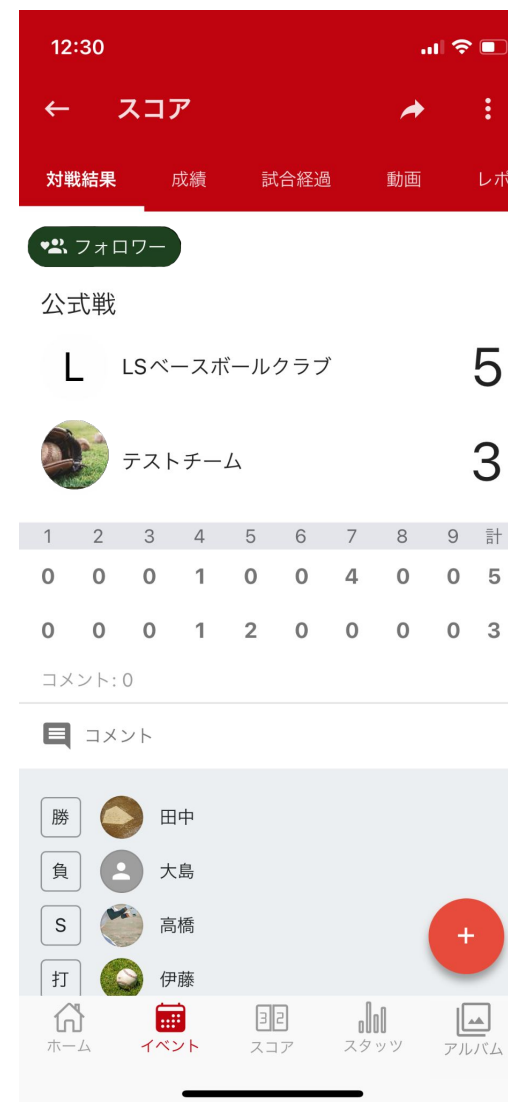 12:30
スコア
対戦結果 成績 試合経過 動画 レポ
フォロワー
公式戦
L LSベースボールクラブ 5
テストチーム 3
1 2 3 4 5 6 7 8 9 計
0 0 0 1 0 0 4 0 0 5
0 0 0 1 2 0 0 0 0 3
コメント: 0
コメント
勝 田中
負 大島
S 高橋
打 伊藤
ホーム イベント スコア スタッツ アルバム